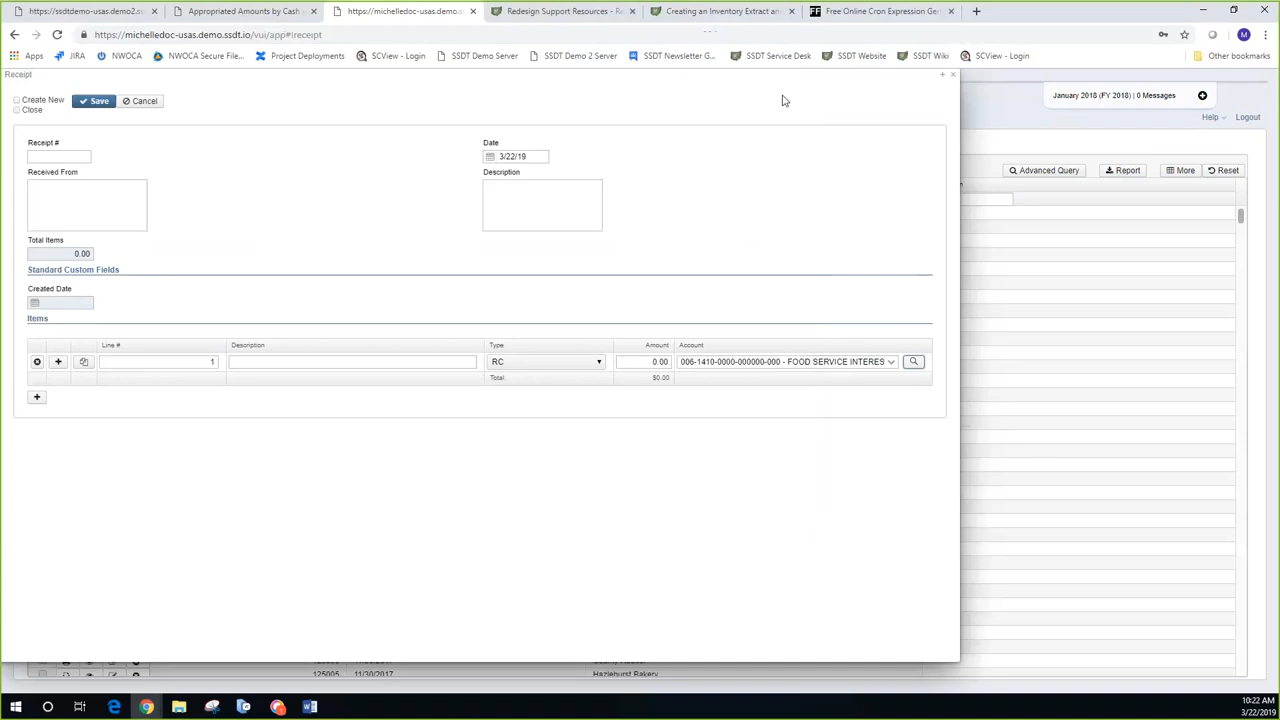 https://ssdtdemo-usas.demo2.ss
Appropriated Amounts by Cash
https://michelledoc-usas.demo.s
Redesign Support Resources - R
Creating an Inventory Extract an
Free Online Cron Expression Ge
https://michelledoc-usas.demo.ssdt.io/vui/app#!receipt
Apps JIRA NWOCA NWOCA Secure File... Project Deployments SCView - Login SSDT Demo Server SSDT Demo 2 Server SSDT Newsletter G... SSDT Service Desk SSDT Website SSDT Wiki SCView - Login Other bookmarks
Receipt
January 2018 (FY 2018) | 0 Messages
Help Logout
Create New
Close
Save Cancel
Receipt # Date
3/22/19
Received From Description
Advanced Query Report More Reset
Total Items
0.00
Standard Custom Fields
Created Date
Items
Line # Description Type Amount Account
1 RC 0.00 006-1410-0000-000000-000 - FOOD SERVICE INTERES
Total $0.00
125005 11/30/2017 Hazlehurst Bakery
10:22 AM
3/22/2019